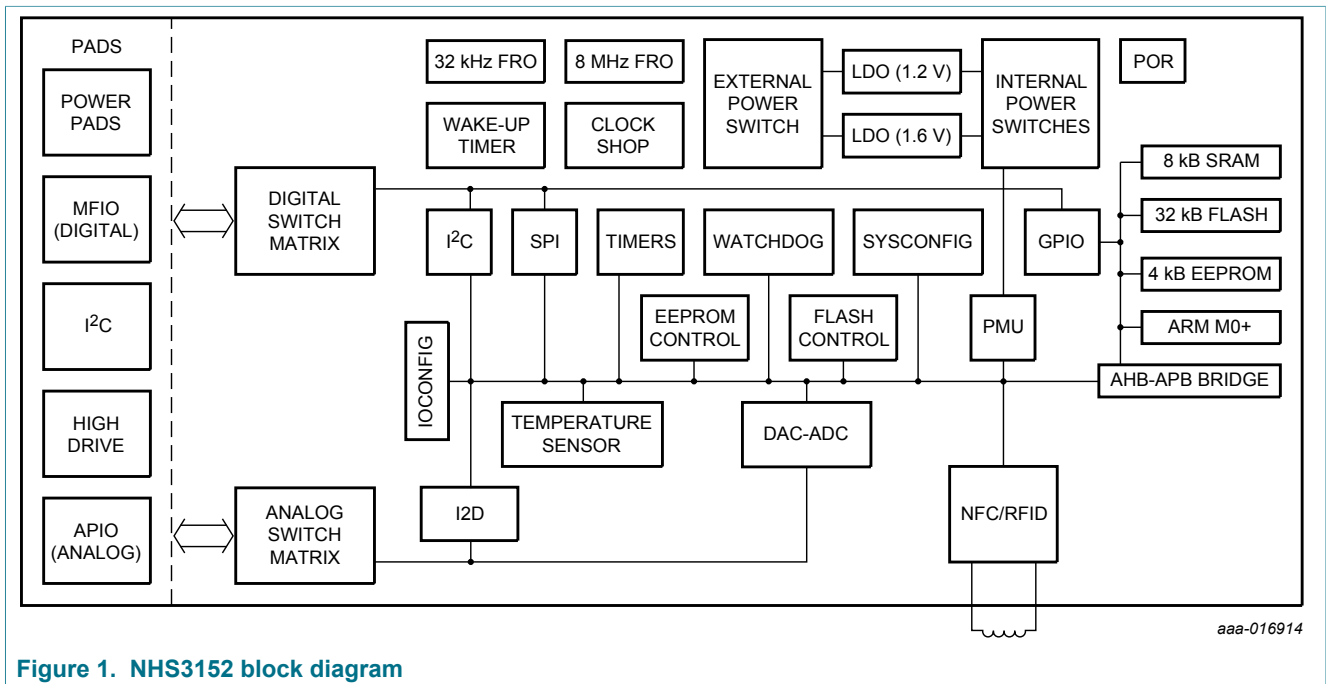 PADS
POWER
PADS
MFIO
(DIGITAL)
I²C
HIGH
DRIVE
APIO
(ANALOG)
32 kHz FRO
8 MHz FRO
WAKE-UP
TIMER
CLOCK
SHOP
EXTERNAL
POWER
SWITCH
LDO (1.2 V)
LDO (1.6 V)
INTERNAL
POWER
SWITCHES
POR
8 kB SRAM
32 kB FLASH
4 kB EEPROM
ARM M0+
AHB-APB BRIDGE
DIGITAL
SWITCH
MATRIX
I²C
SPI
TIMERS
WATCHDOG
SYSCONFIG
GPIO
IOCONFIG
EEPROM
CONTROL
FLASH
CONTROL
PMU
TEMPERATURE
SENSOR
DAC-ADC
ANALOG
SWITCH
MATRIX
I2D
NFC/RFID
aaa-016914
Figure 1. NHS3152 block diagram